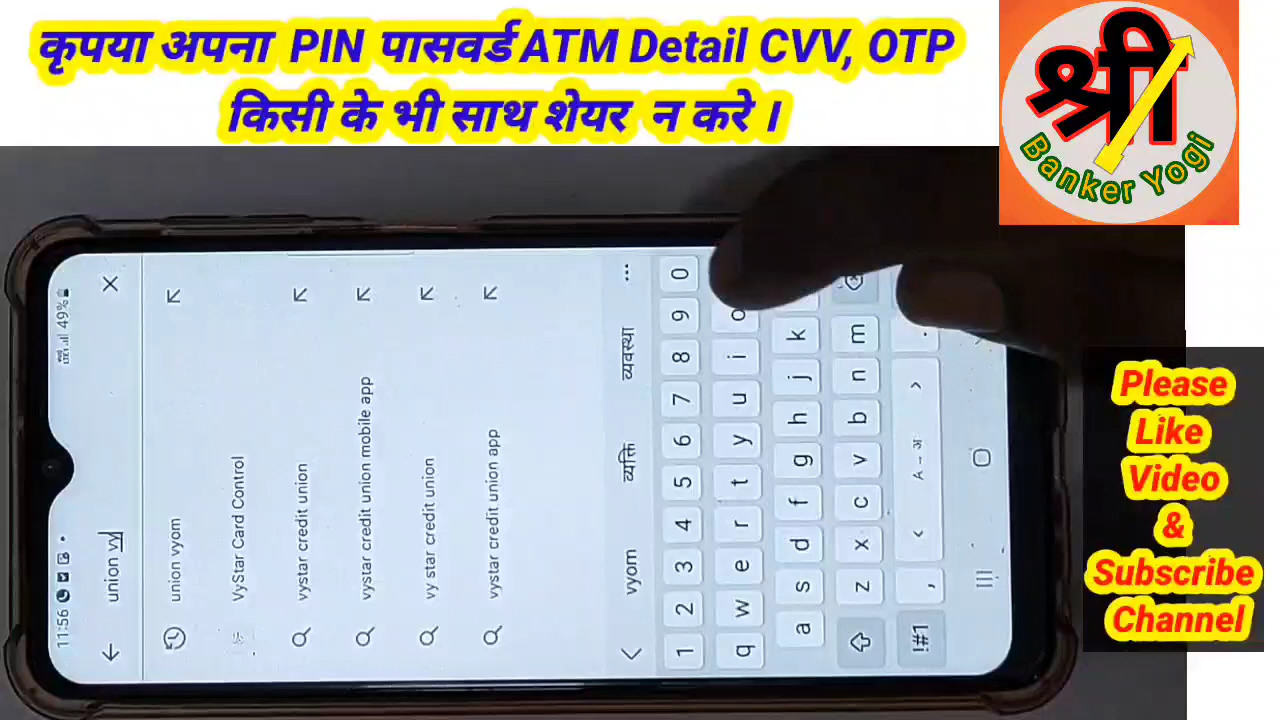 कृपया अपना PIN पासवर्ड ATM Detail CVV, OTP
किसी के भी साथ शेयर न करे ।
श्री
Banker Yogi
11:56
49%
union vy
union vyom
VyStar Card Control
vystar credit union
vystar credit union mobile app
vy star credit union
vystar credit union app
vyom व्यक्ति व्यवस्था ...
1 2 3 4 5 6 7 8 9 0
q w e r t y u i o
a s d f g h j k
z x c v b n m
!#1 , < A → अ > .
Please
Like
Video
&
Subscribe
Channel